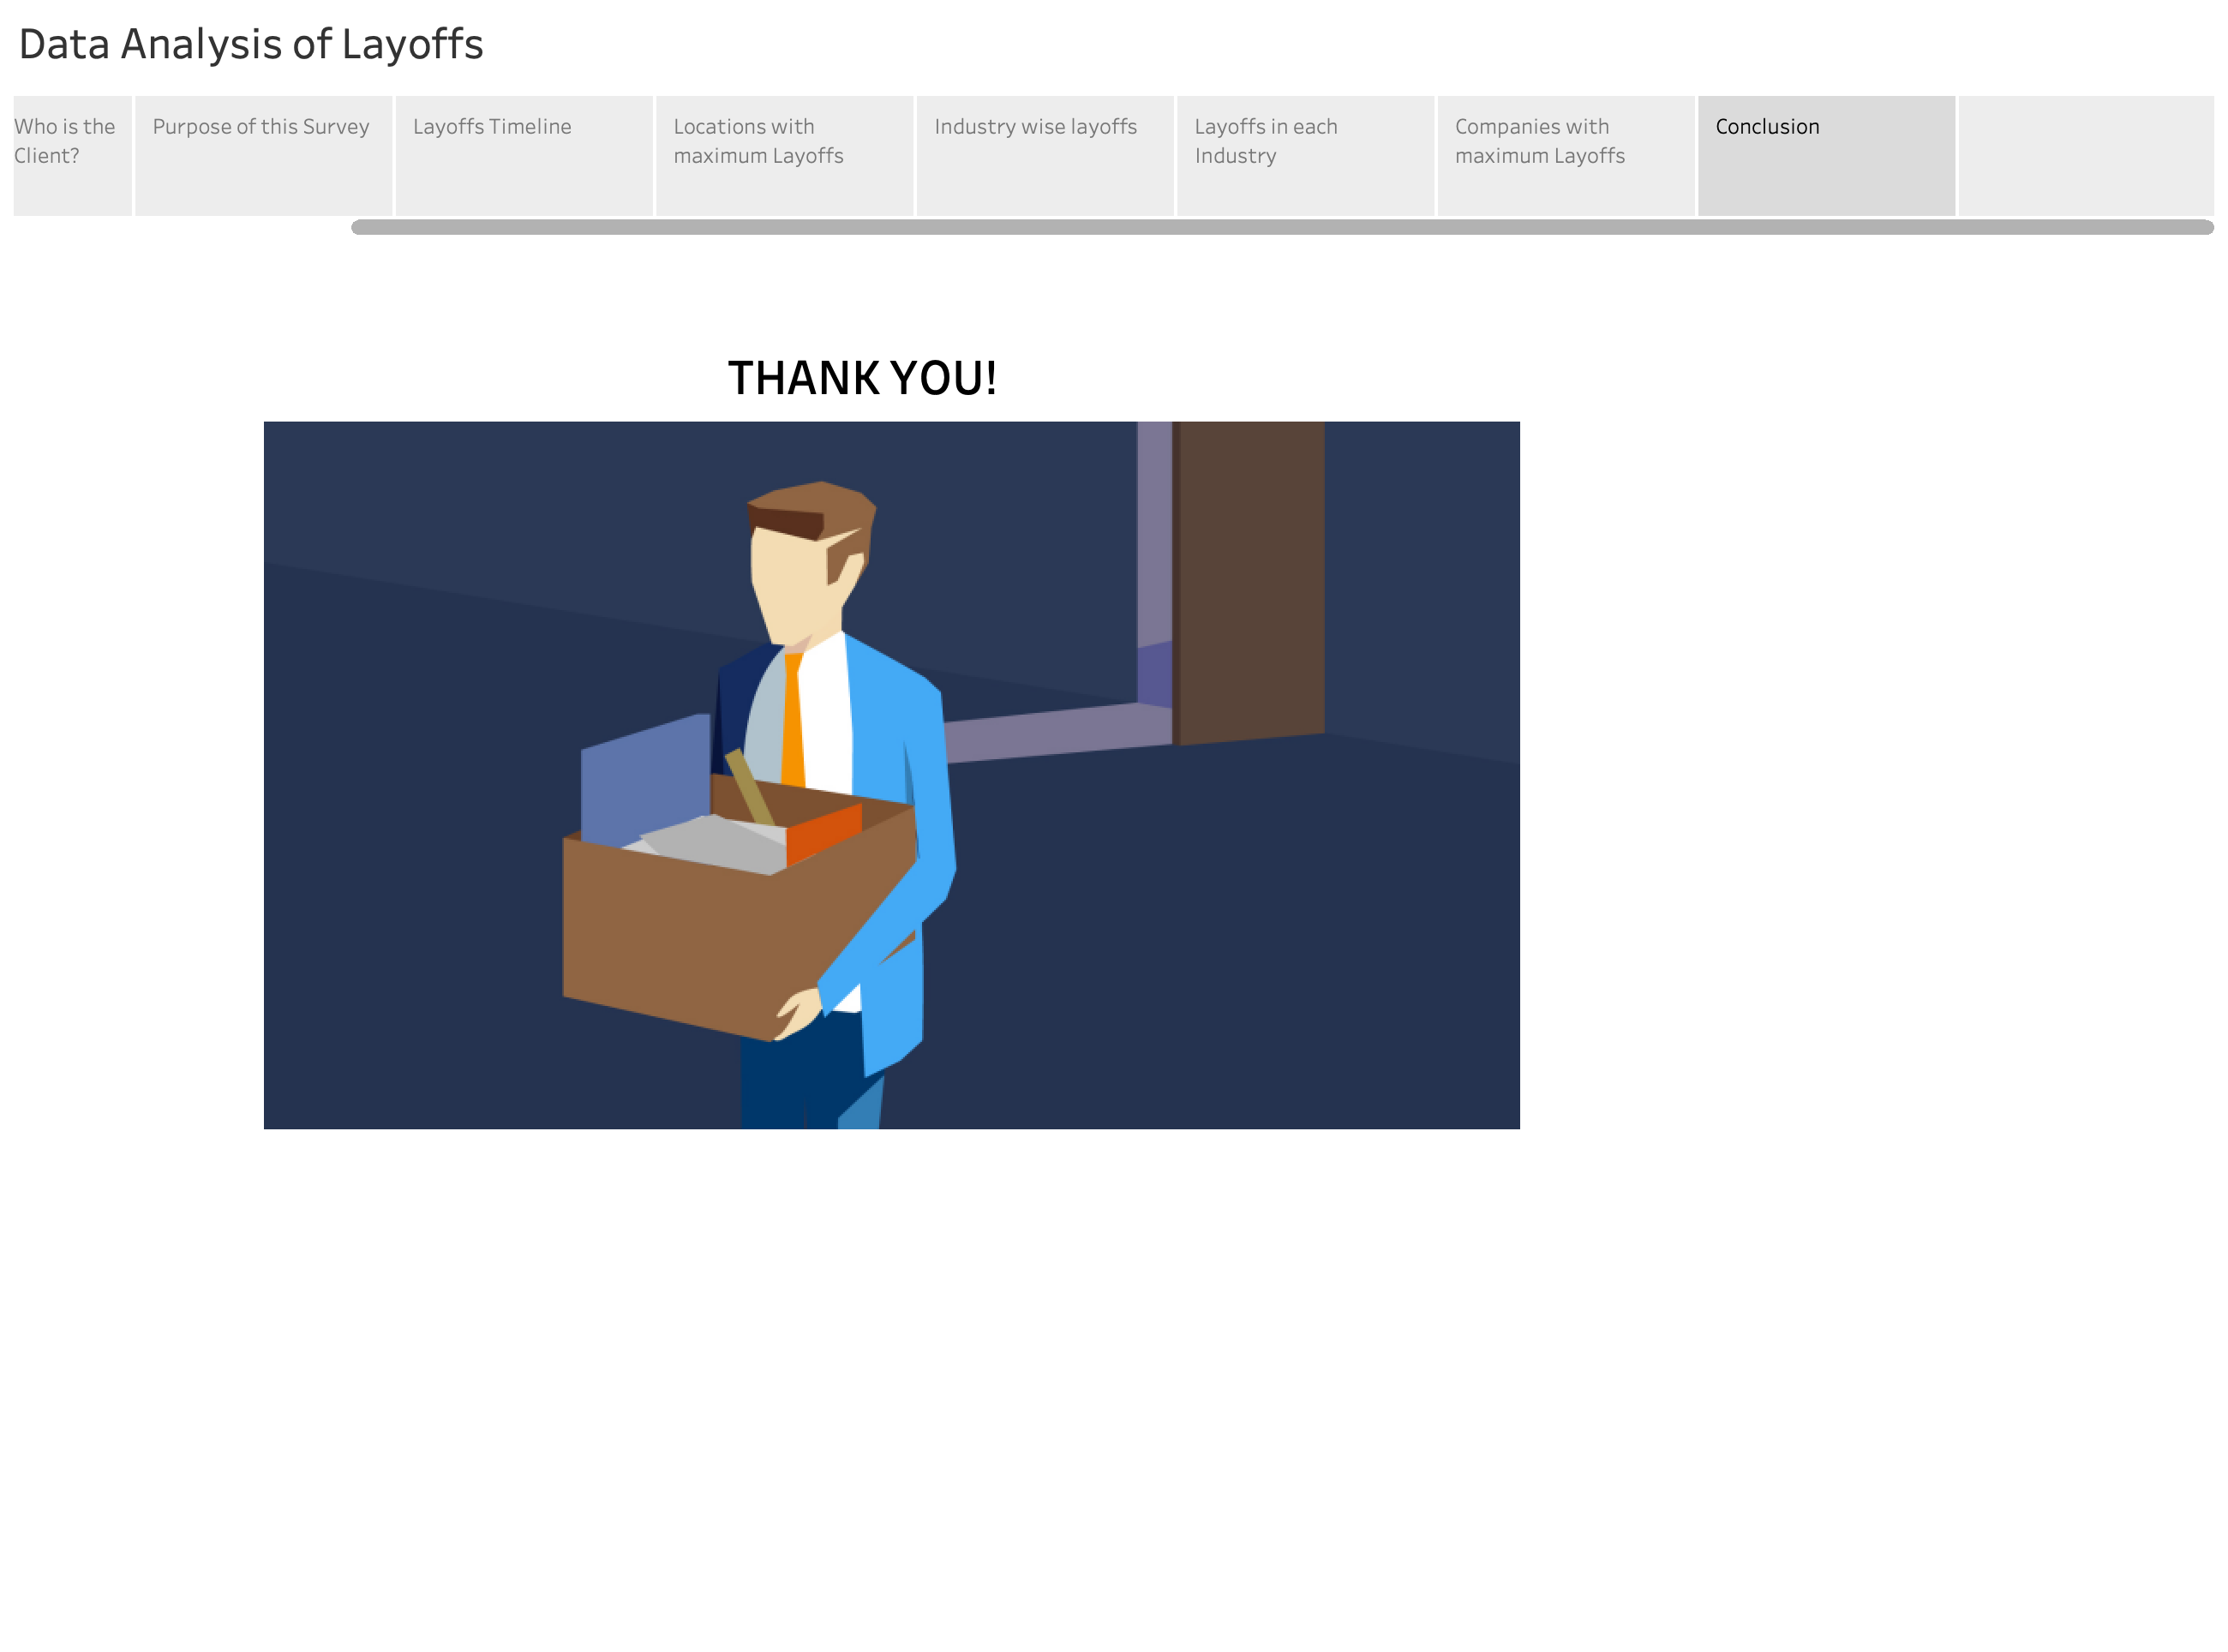 Data Analysis of Layoffs
Who is the
Client?
Purpose of this Survey
Layoffs Timeline
Locations with
maximum Layoffs
Industry wise layoffs
Layoffs in each
Industry
Companies with
maximum Layoffs
Conclusion
THANK YOU!